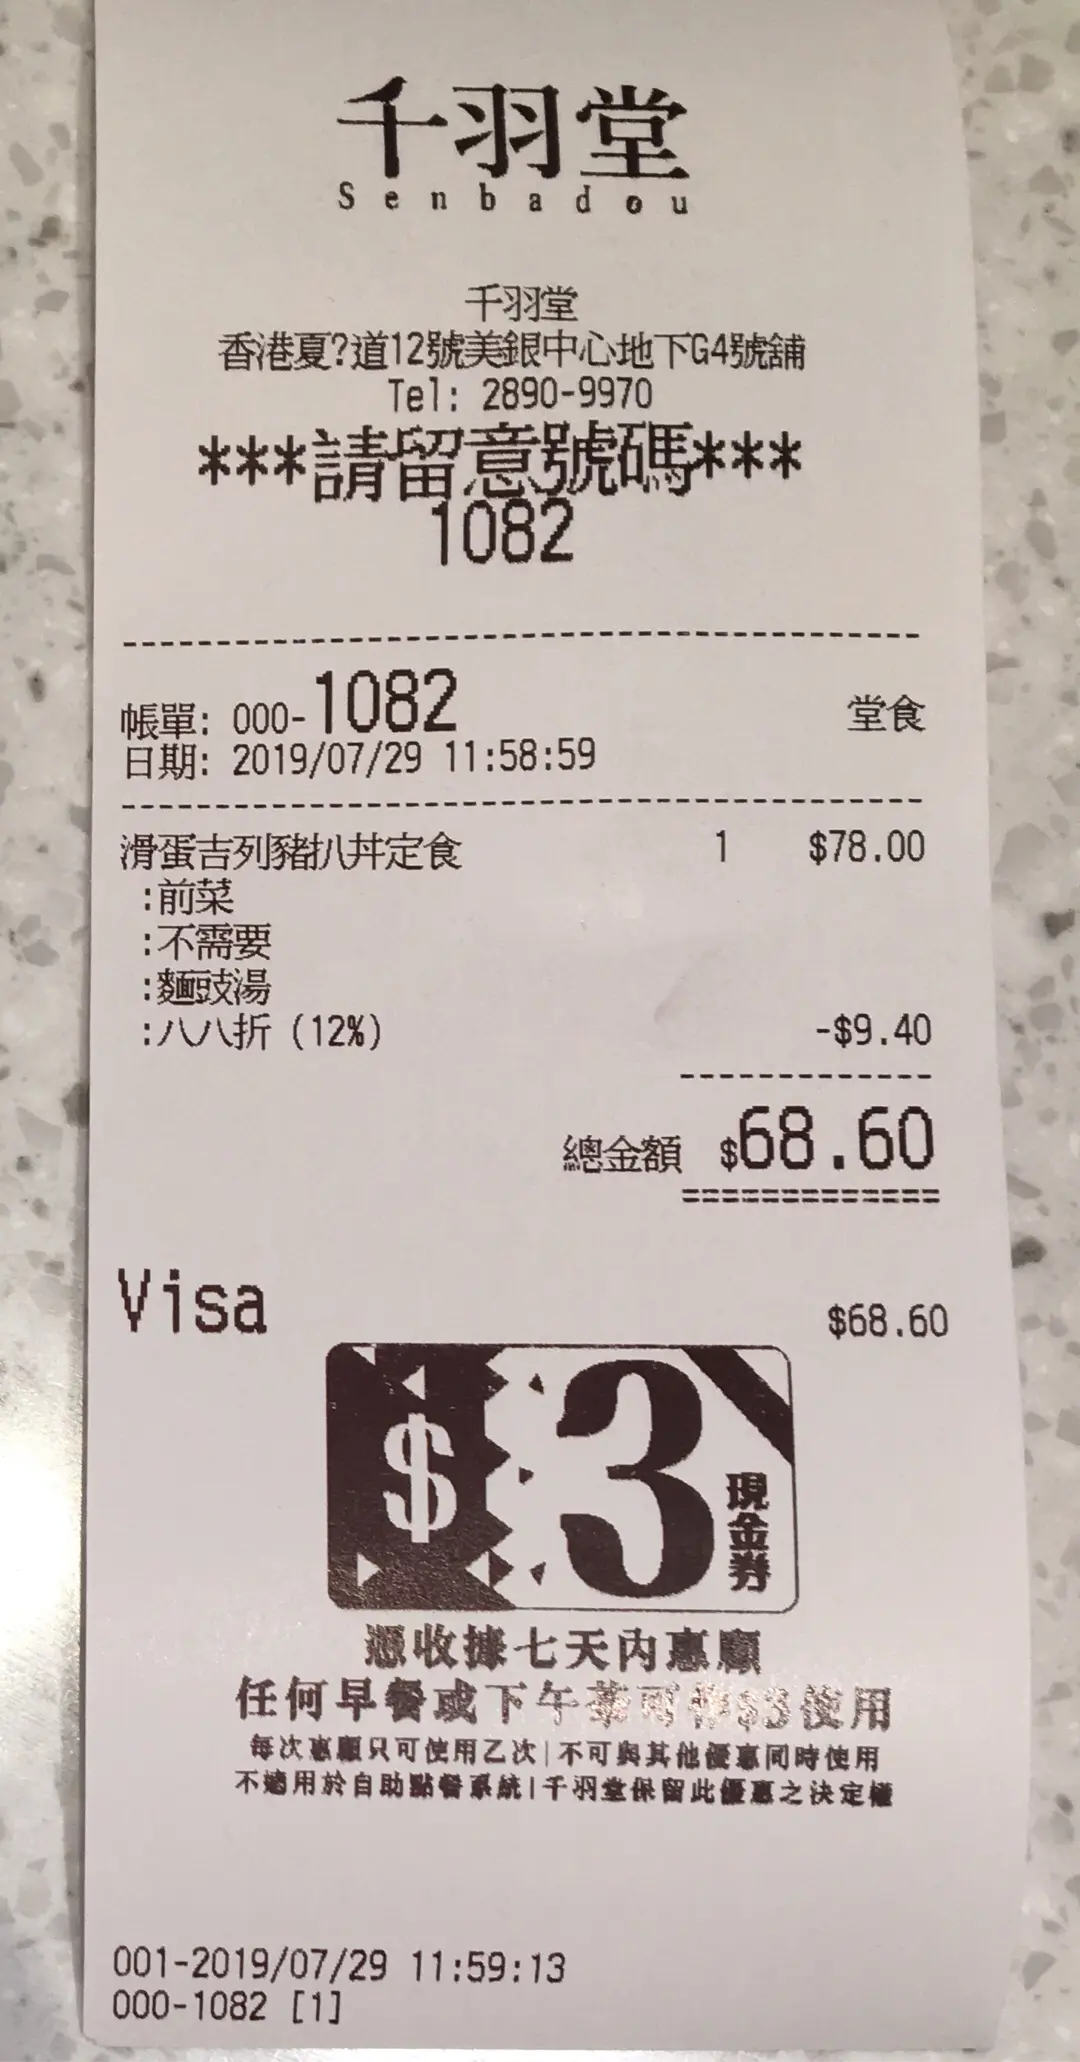 千羽堂
Senbadou
千羽堂
香港夏?道12號美銀中心地下G4號舖
Tel: 2890-9970
***請留意號碼***
1082
帳單: 000-1082 堂食
日期: 2019/07/29 11:58:59
滑蛋吉列豬扒丼定食 1 $78.00
:前菜
:不需要
:麵豉湯
:八八折 (12%) -$9.40
總金額 $68.60
Visa $68.60
$3 現金券
憑收據七天內惠顧
任何早餐或下午茶可作$3使用
每次惠顧只可使用乙次|不可與其他優惠同時使用
不適用於自助點餐系統|千羽堂保留此優惠之決定權
001-2019/07/29 11:59:13
000-1082 [1]